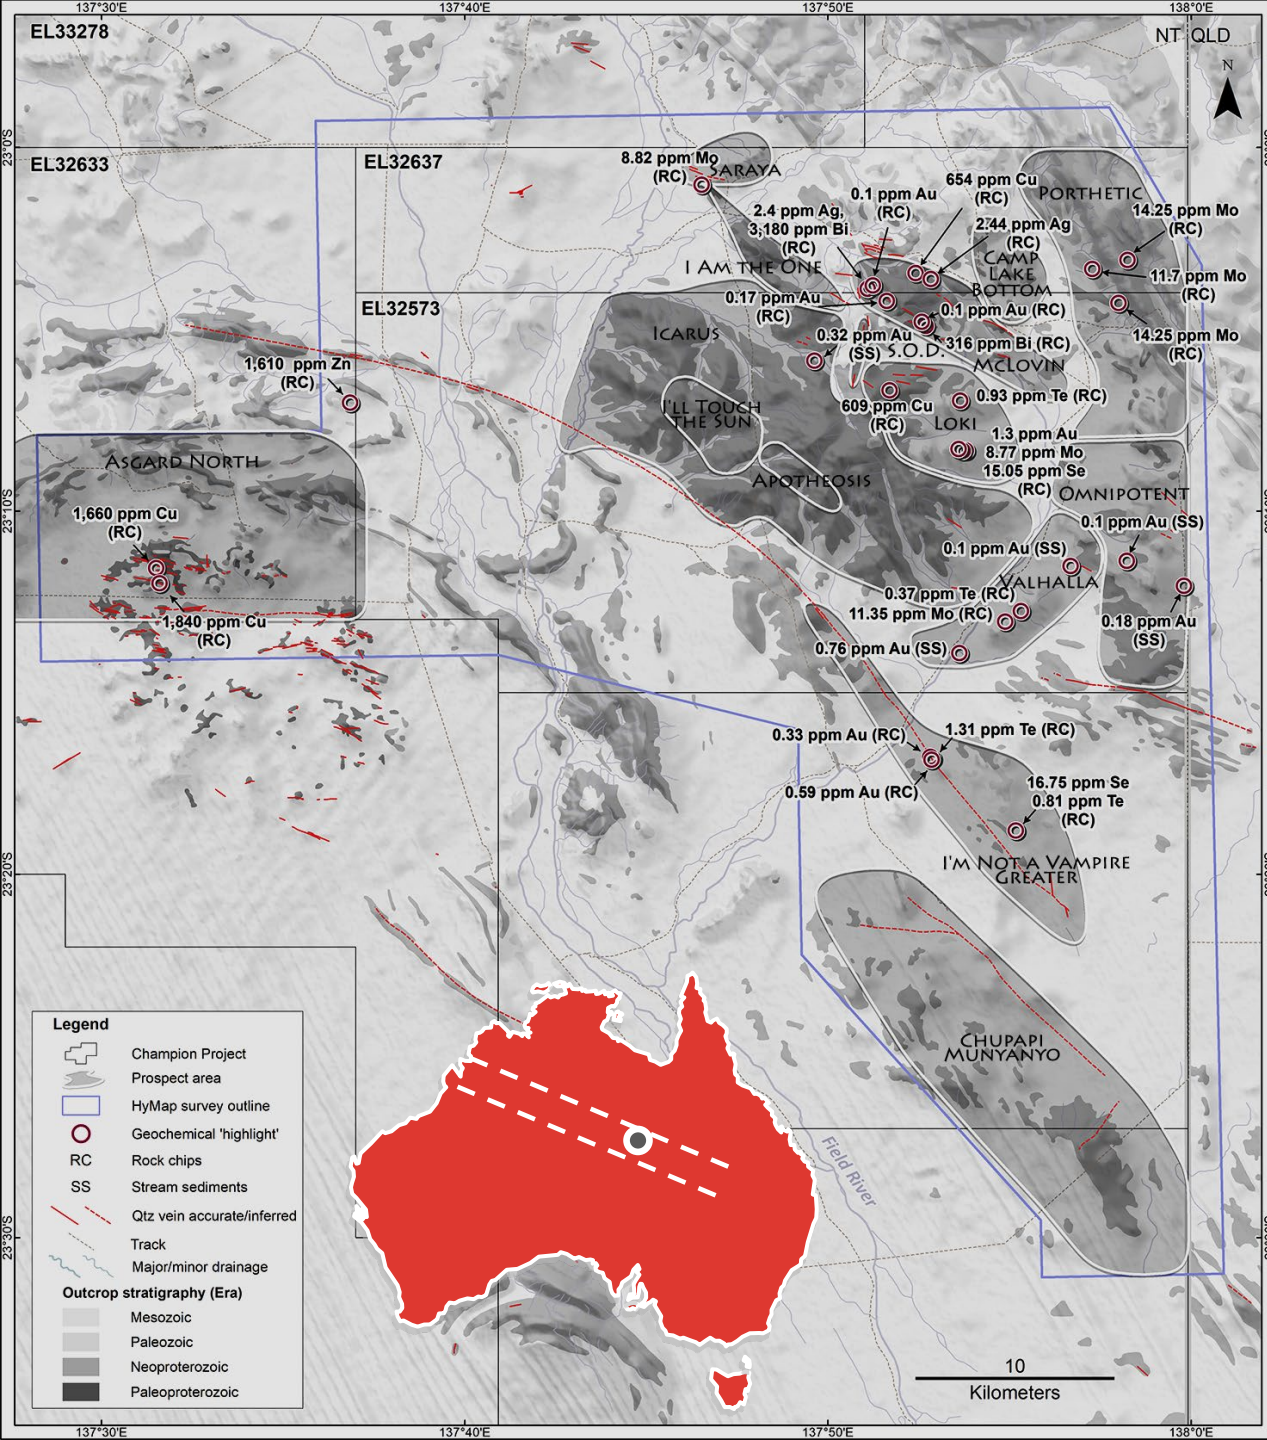 137°30'E
137°40'E
137°50'E
138°0'E
EL33278
NT QLD
N
23°0'S
EL32633
EL32637
8.82 ppm Mo
(RC)
SARAYA
654 ppm Cu
(RC)
0.1 ppm Au
(RC)
PORTHETIC
2.4 ppm Ag,
3,180 ppm Bi
(RC)
2.44 ppm Ag
(RC)
14.25 ppm Mo
(RC)
I AM THE ONE
CAMP
LAKE
BOTTOM
11.7 ppm Mo
(RC)
EL32573
0.17 ppm Au
(RC)
0.1 ppm Au (RC)
ICARUS
0.32 ppm Au
(SS)
316 ppm Bi (RC)
14.25 ppm Mo
(RC)
S.O.D.
MCLOVIN
1,610 ppm Zn
(RC)
0.93 ppm Te (RC)
I'LL TOUCH
THE SUN
609 ppm Cu
(RC)
LOKI
1.3 ppm Au
8.77 ppm Mo
15.05 ppm Se
(RC)
ASGARD NORTH
APOTHEOSIS
OMNIPOTENT
23°10'S
1,660 ppm Cu
(RC)
0.1 ppm Au (SS)
0.1 ppm Au (SS)
VALHALLA
0.37 ppm Te (RC)
11.35 ppm Mo (RC)
1,840 ppm Cu
(RC)
0.18 ppm Au
(SS)
0.76 ppm Au (SS)
0.33 ppm Au (RC)
1.31 ppm Te (RC)
0.59 ppm Au (RC)
16.75 ppm Se
0.81 ppm Te
(RC)
I'M NOT A VAMPIRE
GREATER
23°20'S
CHUPAPI
MUNYANYO
Field River
23°30'S
Legend
Champion Project
Prospect area
HyMap survey outline
Geochemical 'highlight'
RC Rock chips
SS Stream sediments
Qtz vein accurate/inferred
Track
Major/minor drainage
Outcrop stratigraphy (Era)
Mesozoic
Paleozoic
Neoproterozoic
Paleoproterozoic
10
Kilometers
137°30'E
137°40'E
137°50'E
138°0'E